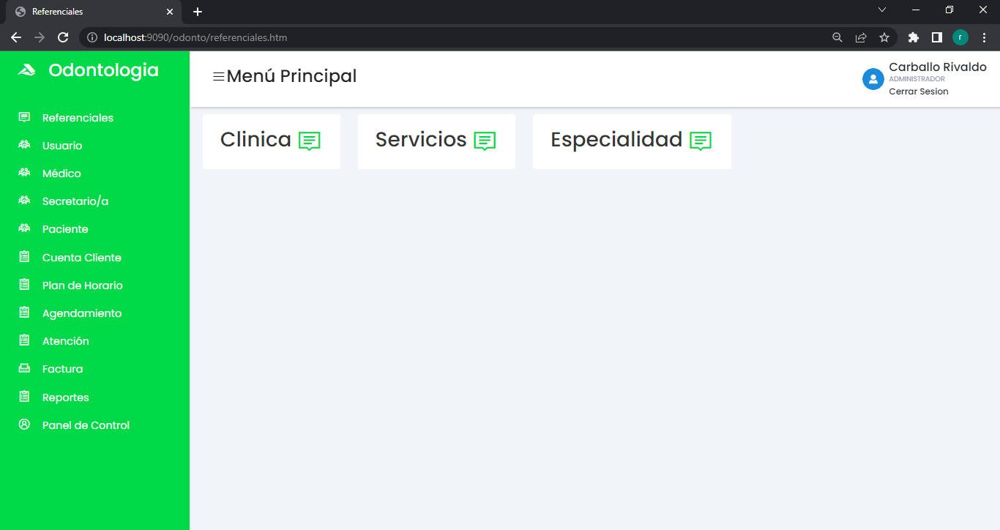 Referenciales
localhost:9090/odonto/referenciales.htm
r
Odontologia
Menú Principal
Carballo Rivaldo
ADMINISTRADOR
Cerrar Sesion
Referenciales
Usuario
Médico
Secretario/a
Paciente
Cuenta Cliente
Plan de Horario
Agendamiento
Atención
Factura
Reportes
Panel de Control
Clinica
Servicios
Especialidad